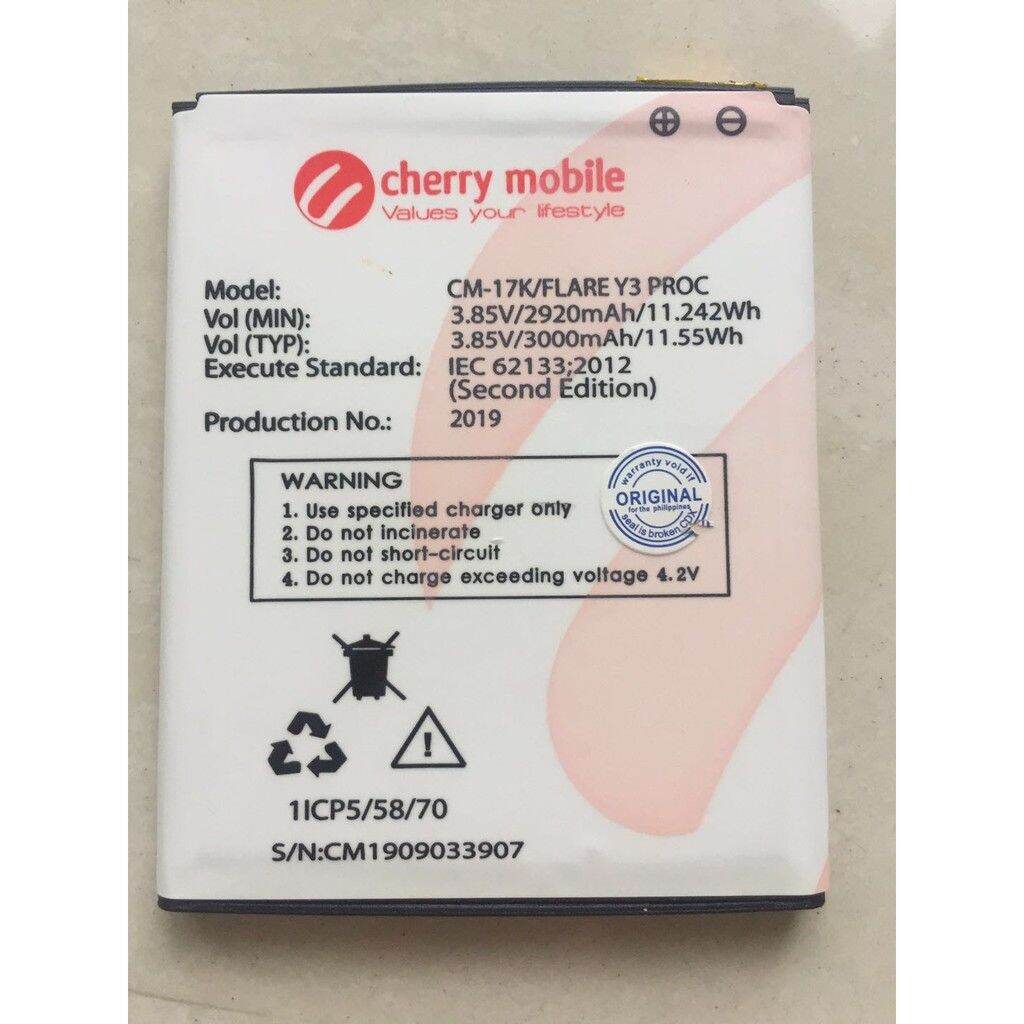 cherry mobile
Values your lifestyle
Model: CM-17K/FLARE Y3 PROC
Vol (MIN): 3.85V/2920mAh/11.242Wh
Vol (TYP): 3.85V/3000mAh/11.55Wh
Execute Standard: IEC 62133;2012
(Second Edition)
Production No.: 2019
WARNING
1. Use specified charger only
2. Do not incinerate
3. Do not short-circuit
4. Do not charge exceeding voltage 4.2V
warranty void if
ORIGINAL
for the philippines
seal is broken CDX
1ICP5/58/70
S/N:CM1909033907